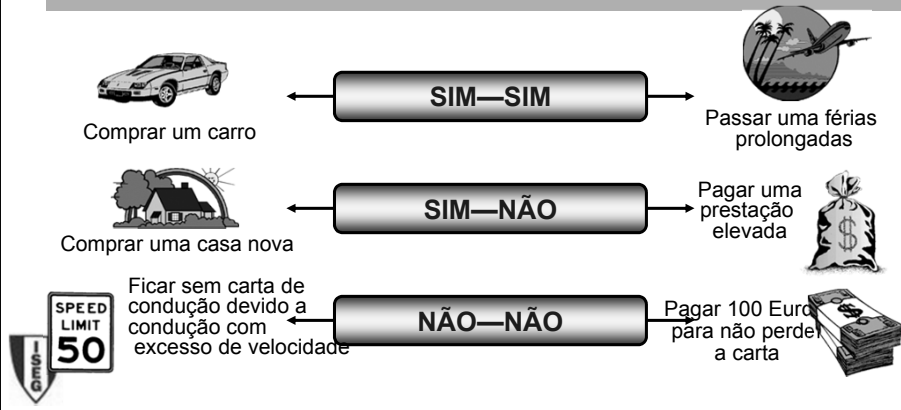 SIM—SIM
Comprar um carro
Passar uma férias
prolongadas
SIM—NÃO
Comprar uma casa nova
Pagar uma
prestação
elevada
$
Ficar sem carta de
condução devido a
condução com
excesso de velocidade
NÃO—NÃO
Pagar 100 Euro
para não perder
a carta
$
SPEED
LIMIT
50
ISEG